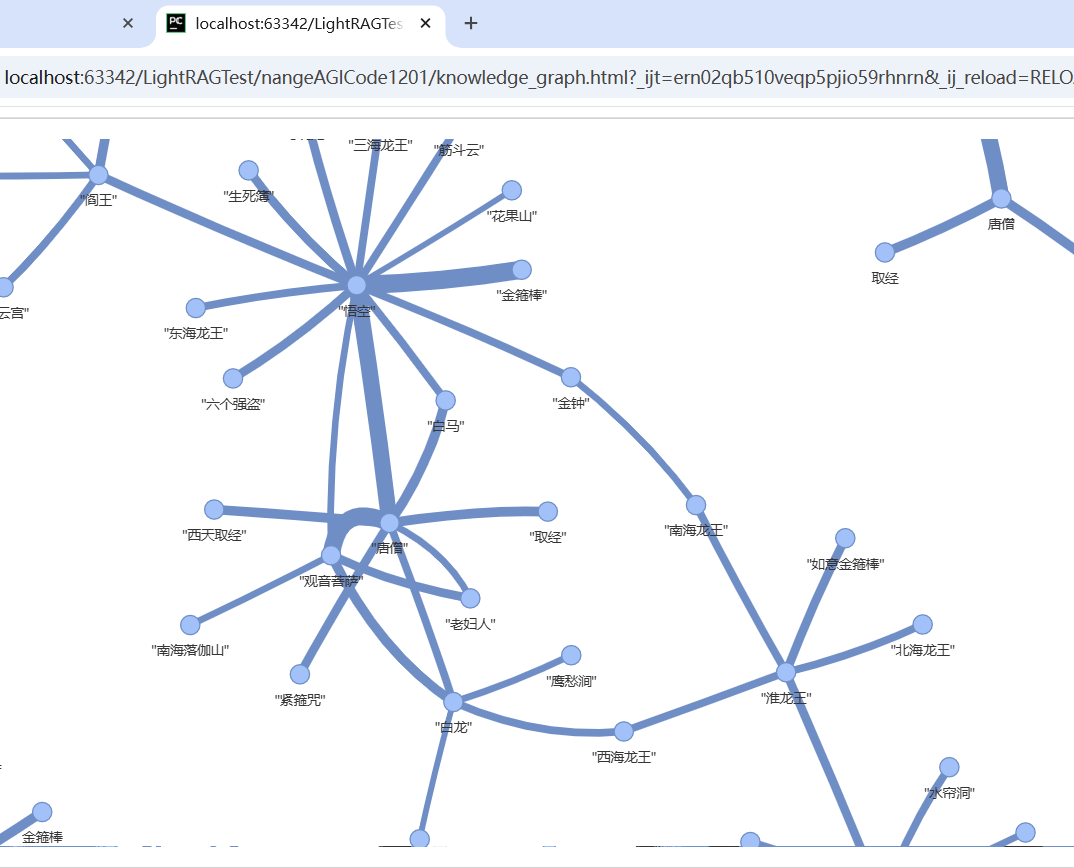 PC
localhost:63342/LightRAGTes
localhost:63342/LightRAGTest/nangeAGICode1201/knowledge_graph.html?_ijt=ern02qb510veqp5pjio59rhnrn&_ij_reload=RELO
"三海龙王"
"筋斗云"
"生死簿"
"阎王"
"花果山"
唐僧
取经
"金箍棒"
云宫"
"悟空"
"东海龙王"
"六个强盗"
"金钟"
"白马"
"西天取经"
"南海龙王"
"取经"
"唐僧"
"如意金箍棒"
"观音菩萨"
"老妇人"
"南海落伽山"
"北海龙王"
"鹰愁涧"
"紧箍咒"
"淮龙王"
"白龙"
"西海龙王"
"水帘洞"
金箍棒